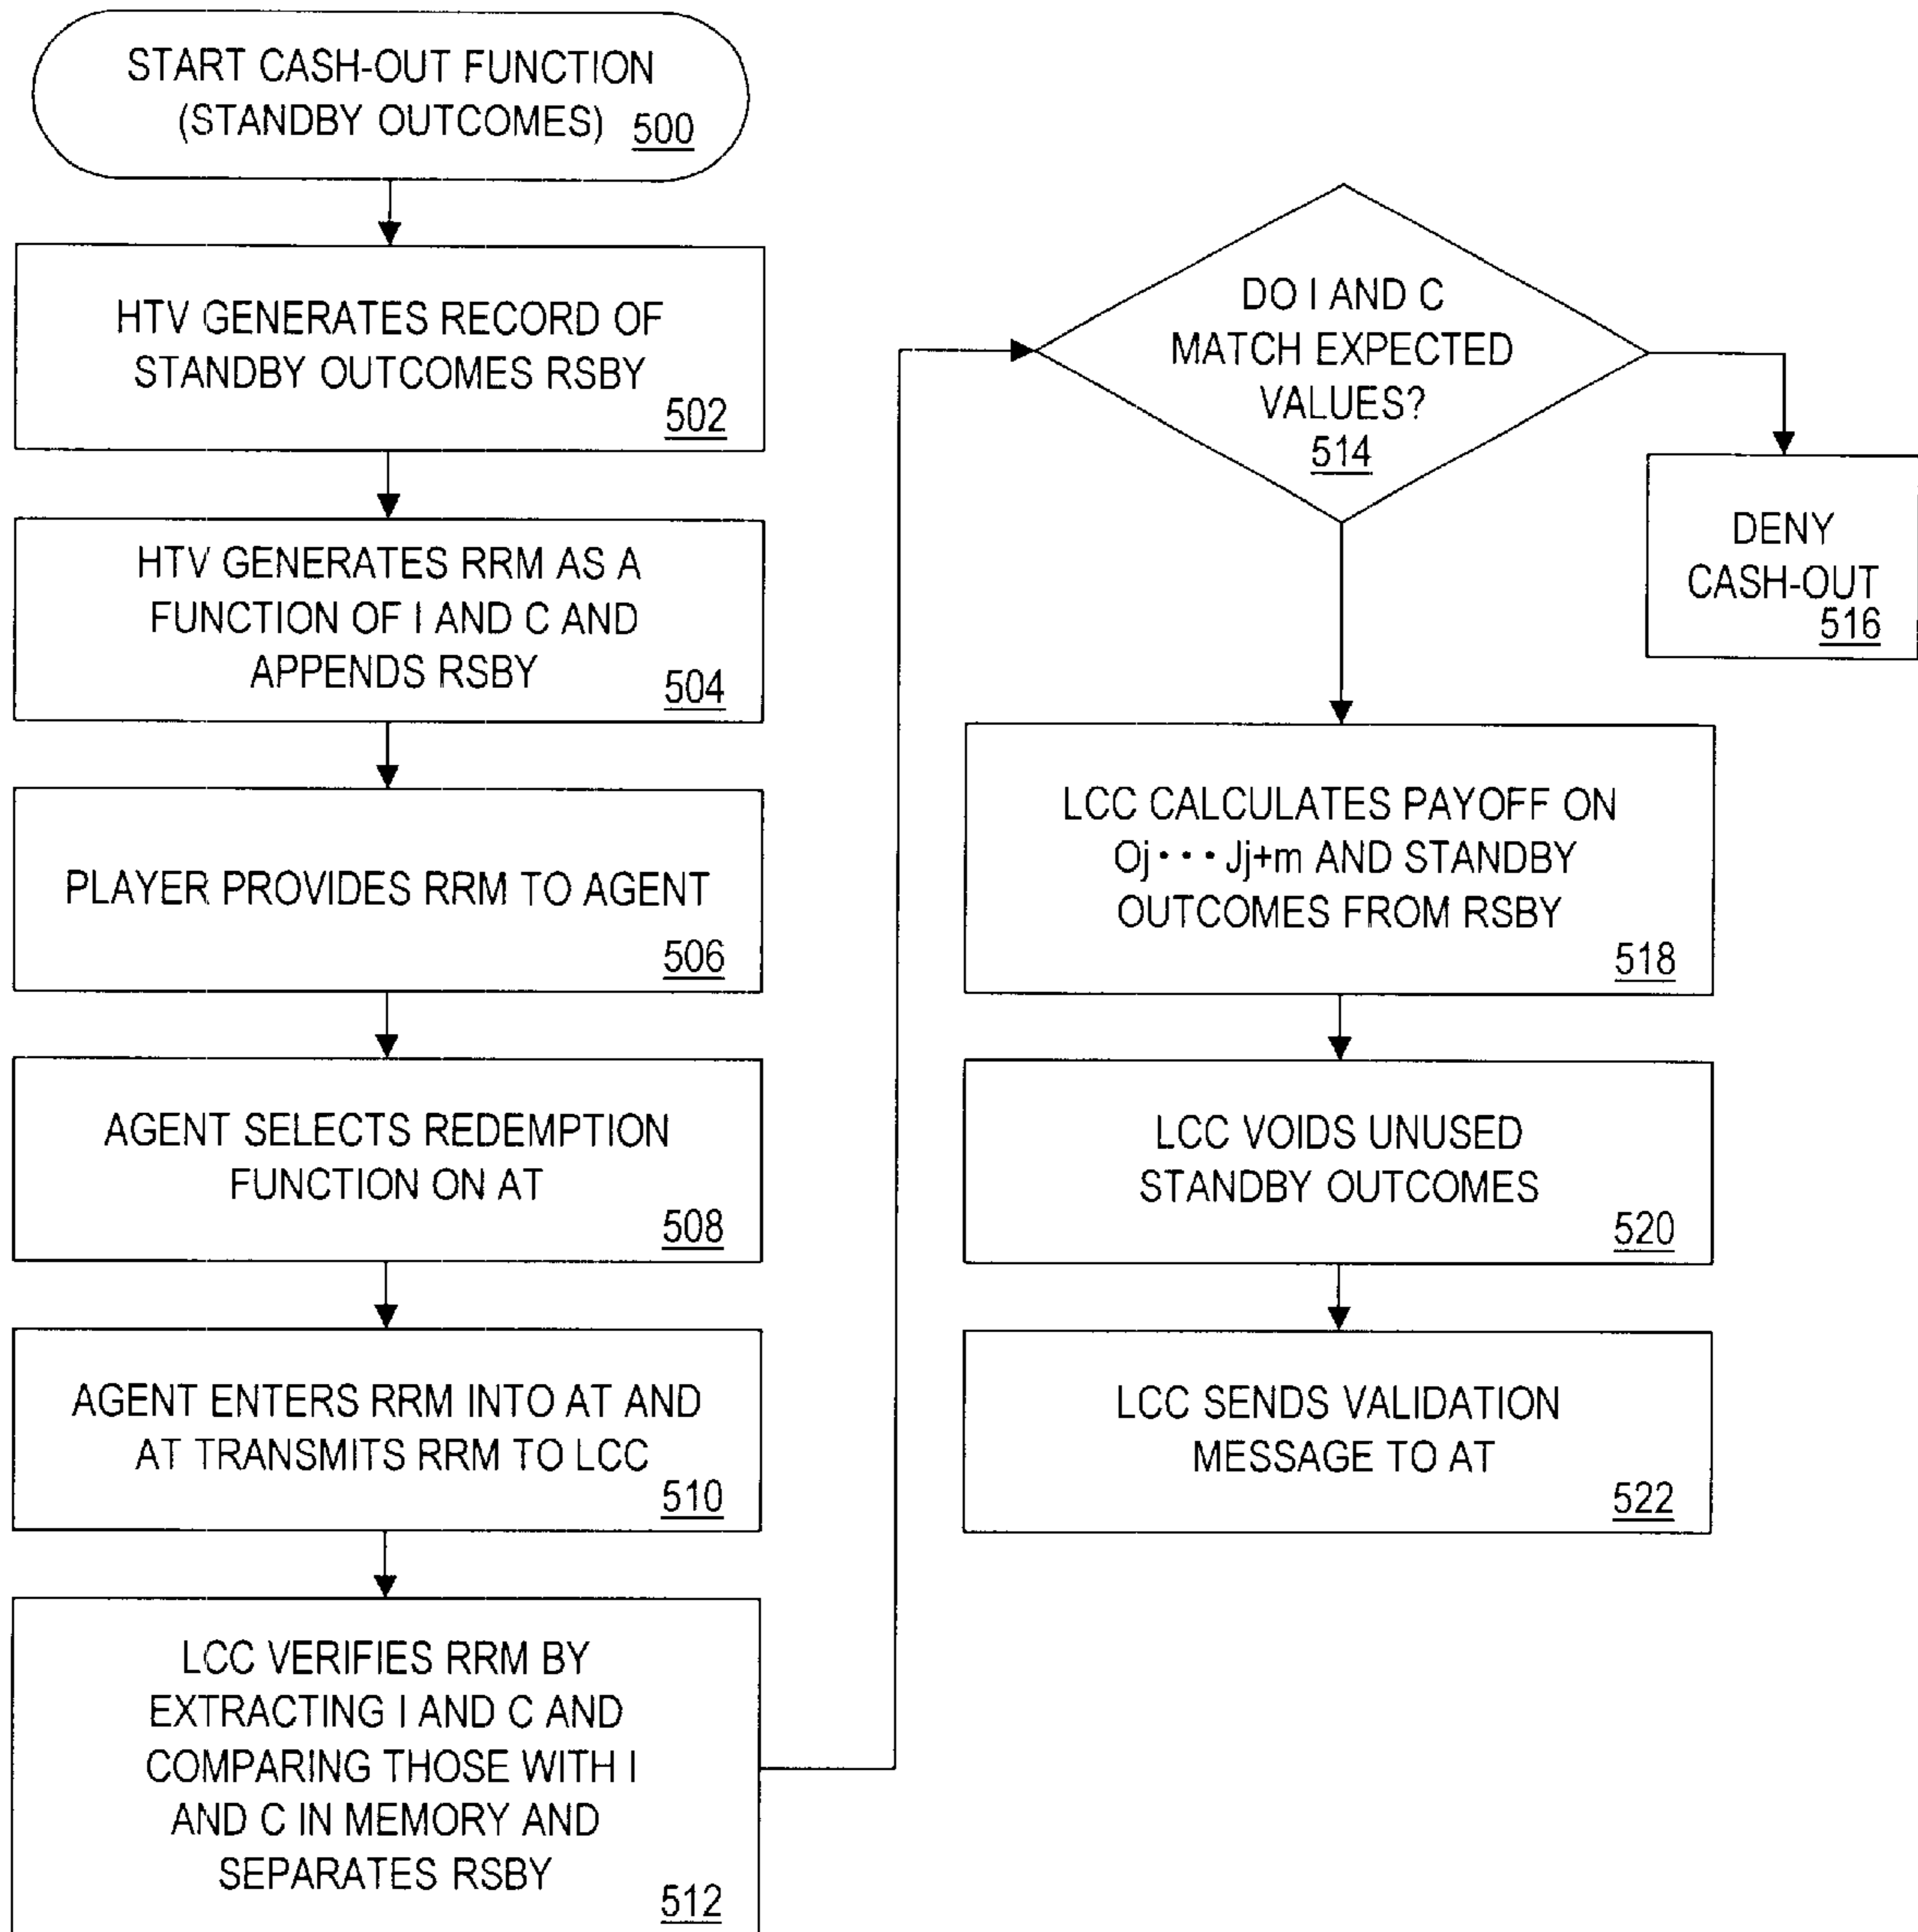 START CASH-OUT FUNCTION
(STANDBY OUTCOMES) 500
HTV GENERATES RECORD OF
STANDBY OUTCOMES RSBY
502
HTV GENERATES RRM AS A
FUNCTION OF I AND C AND
APPENDS RSBY
504
PLAYER PROVIDES RRM TO AGENT
506
AGENT SELECTS REDEMPTION
FUNCTION ON AT
508
AGENT ENTERS RRM INTO AT AND
AT TRANSMITS RRM TO LCC
510
LCC VERIFIES RRM BY
EXTRACTING I AND C AND
COMPARING THOSE WITH I
AND C IN MEMORY AND
SEPARATES RSBY
512
DO I AND C
MATCH EXPECTED
VALUES?
514
DENY
CASH-OUT
516
LCC CALCULATES PAYOFF ON
Oj··· Jj+m AND STANDBY
OUTCOMES FROM RSBY
518
LCC VOIDS UNUSED
STANDBY OUTCOMES
520
LCC SENDS VALIDATION
MESSAGE TO AT
522